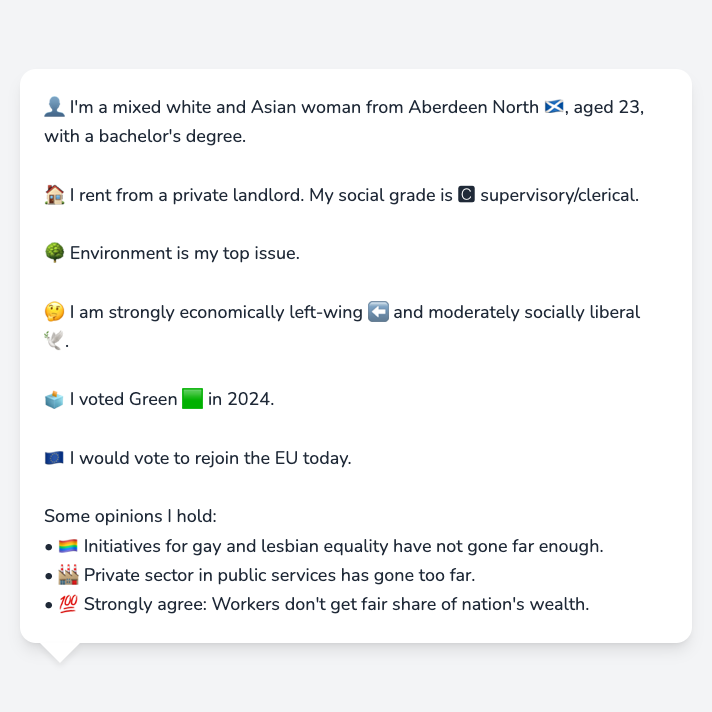 👤 I'm a mixed white and Asian woman from Aberdeen North 🏴󠁧󠁢󠁳󠁣󠁴󠁿, aged 23,
with a bachelor's degree.
🏠 I rent from a private landlord. My social grade is 🅲 supervisory/clerical.
🌳 Environment is my top issue.
🤔 I am strongly economically left-wing ⬅️ and moderately socially liberal
🕊️.
🗳️ I voted Green 🟩 in 2024.
🇪🇺 I would vote to rejoin the EU today.
Some opinions I hold:
• 🏳️‍🌈 Initiatives for gay and lesbian equality have not gone far enough.
• 🏭 Private sector in public services has gone too far.
• 💯 Strongly agree: Workers don't get fair share of nation's wealth.